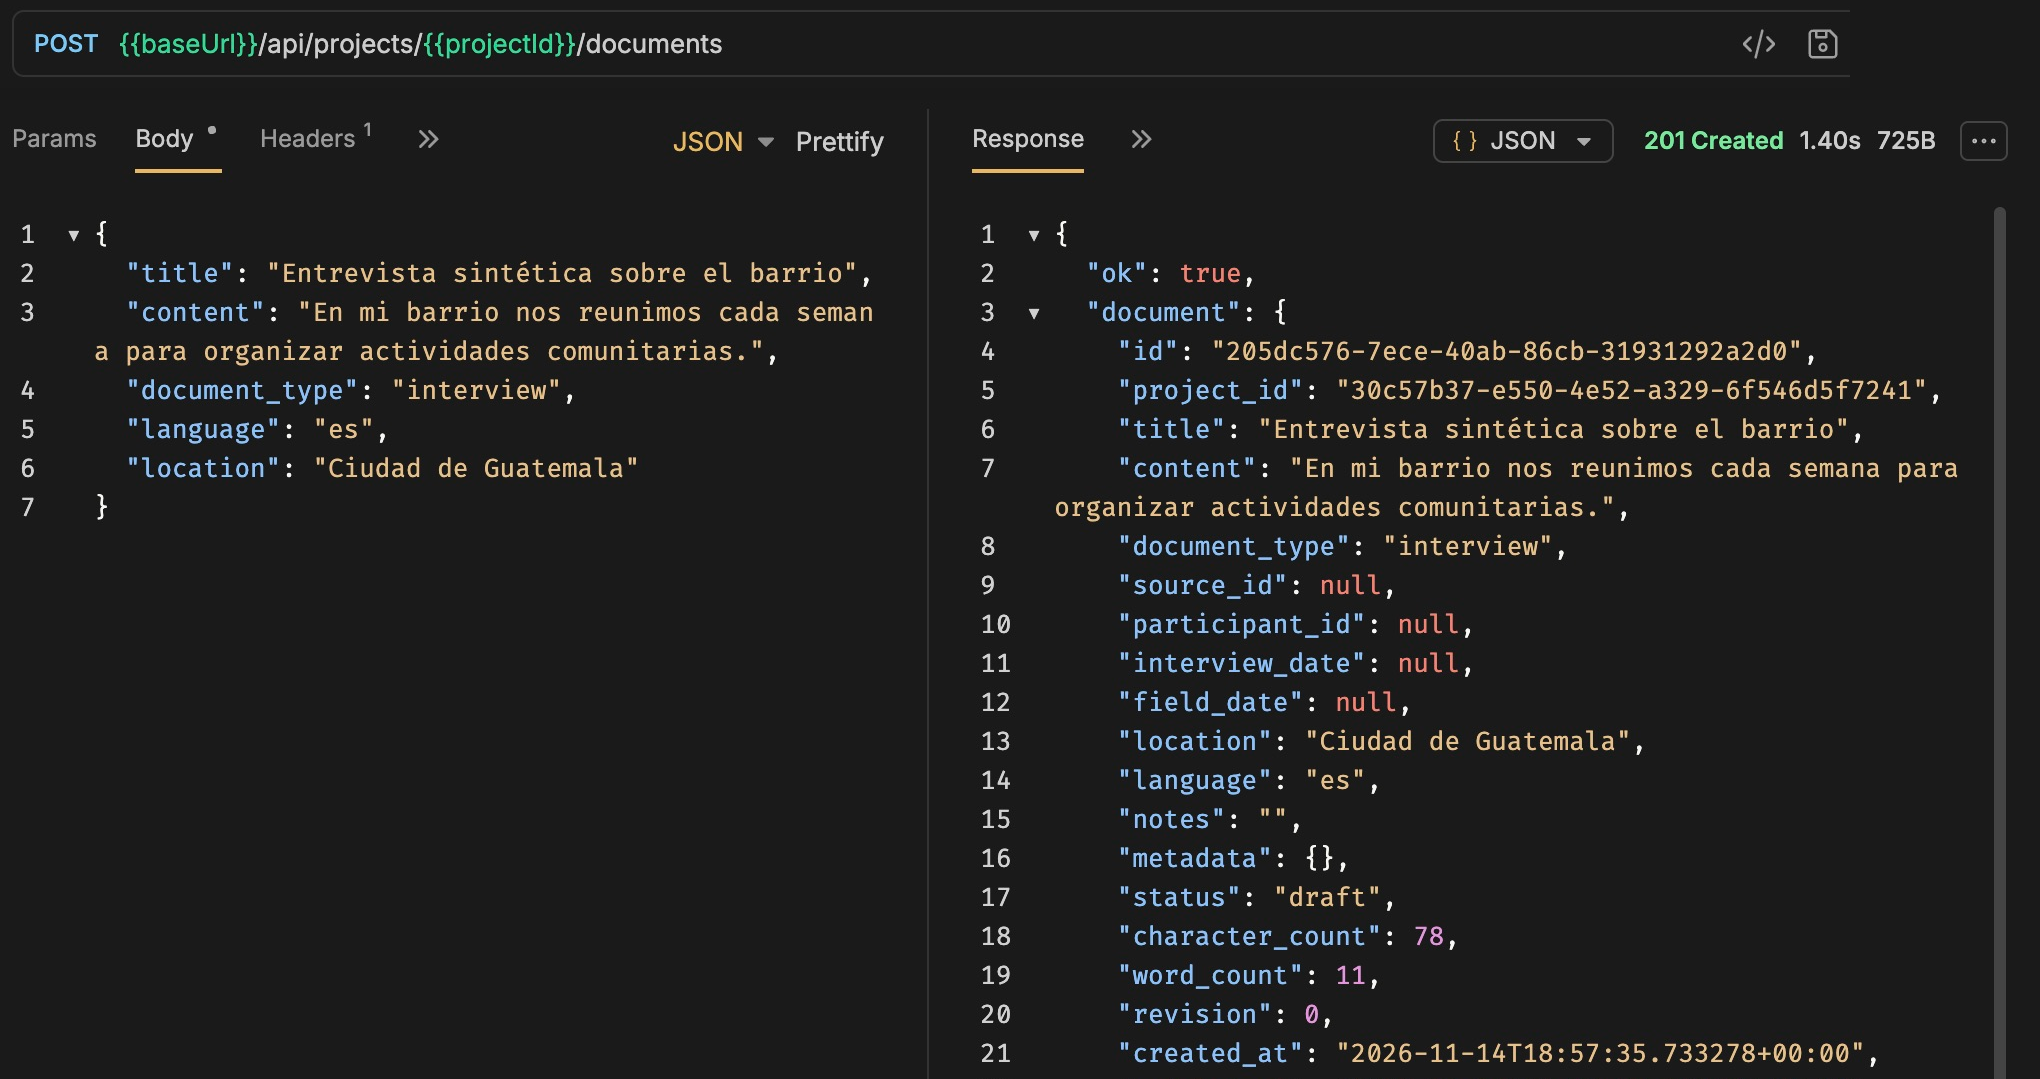 POST {{baseUrl}}/api/projects/{{projectId}}/documents
Params Body Headers 1 JSON Prettify
1 {
2 "title": "Entrevista sintética sobre el barrio",
3 "content": "En mi barrio nos reunimos cada seman
a para organizar actividades comunitarias.",
4 "document_type": "interview",
5 "language": "es",
6 "location": "Ciudad de Guatemala"
7 }
Response { } JSON 201 Created 1.40s 725B
1 {
2 "ok": true,
3 "document": {
4 "id": "205dc576-7ece-40ab-86cb-31931292a2d0",
5 "project_id": "30c57b37-e550-4e52-a329-6f546d5f7241",
6 "title": "Entrevista sintética sobre el barrio",
7 "content": "En mi barrio nos reunimos cada semana para
organizar actividades comunitarias.",
8 "document_type": "interview",
9 "source_id": null,
10 "participant_id": null,
11 "interview_date": null,
12 "field_date": null,
13 "location": "Ciudad de Guatemala",
14 "language": "es",
15 "notes": "",
16 "metadata": {},
17 "status": "draft",
18 "character_count": 78,
19 "word_count": 11,
20 "revision": 0,
21 "created_at": "2026-11-14T18:57:35.733278+00:00",